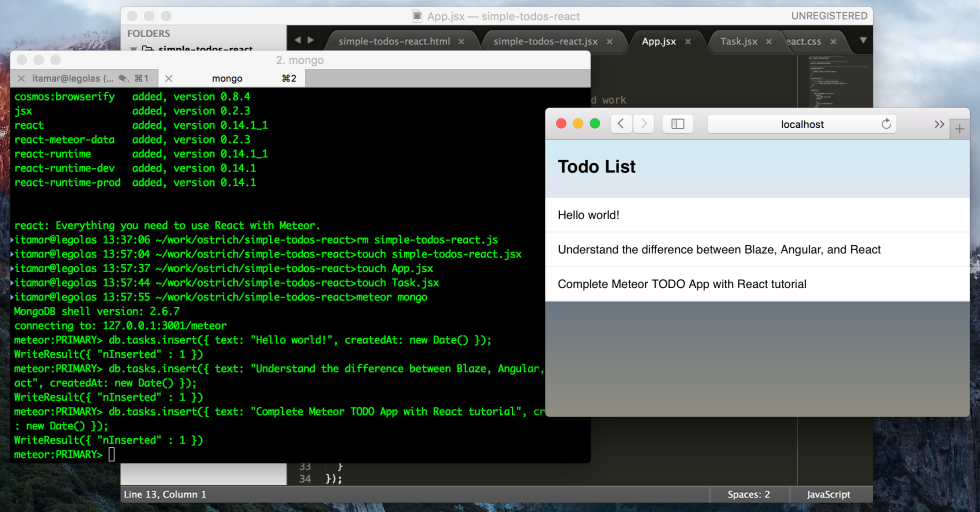 App.jsx — simple-todos-react
UNREGISTERED
FOLDERS
simple-todos-react
simple-todos-react.html ×
simple-todos-react.jsx ×
App.jsx ×
Task.jsx ×
eact.css ×
d work
2. mongo
× itamar@legolas (... ⌘1
× mongo ⌘2
cosmos:browserify added, version 0.8.4
jsx added, version 0.2.3
react added, version 0.14.1_1
react-meteor-data added, version 0.2.3
react-runtime added, version 0.14.1_1
react-runtime-dev added, version 0.14.1
react-runtime-prod added, version 0.14.1
react: Everything you need to use React with Meteor.
itamar@legolas 13:37:06 ~/work/ostrich/simple-todos-react>rm simple-todos-react.js
itamar@legolas 13:57:04 ~/work/ostrich/simple-todos-react>touch simple-todos-react.jsx
itamar@legolas 13:57:37 ~/work/ostrich/simple-todos-react>touch App.jsx
itamar@legolas 13:57:44 ~/work/ostrich/simple-todos-react>touch Task.jsx
itamar@legolas 13:57:55 ~/work/ostrich/simple-todos-react>meteor mongo
MongoDB shell version: 2.6.7
connecting to: 127.0.0.1:3001/meteor
meteor:PRIMARY> db.tasks.insert({ text: "Hello world!", createdAt: new Date() });
WriteResult({ "nInserted" : 1 })
meteor:PRIMARY> db.tasks.insert({ text: "Understand the difference between Blaze, Angular,
act", createdAt: new Date() });
WriteResult({ "nInserted" : 1 })
meteor:PRIMARY> db.tasks.insert({ text: "Complete Meteor TODO App with React tutorial", cr
: new Date() });
WriteResult({ "nInserted" : 1 })
meteor:PRIMARY>
localhost
Todo List
Hello world!
Understand the difference between Blaze, Angular, and React
Complete Meteor TODO App with React tutorial
33 }
34 });
Line 13, Column 1
Spaces: 2
JavaScript